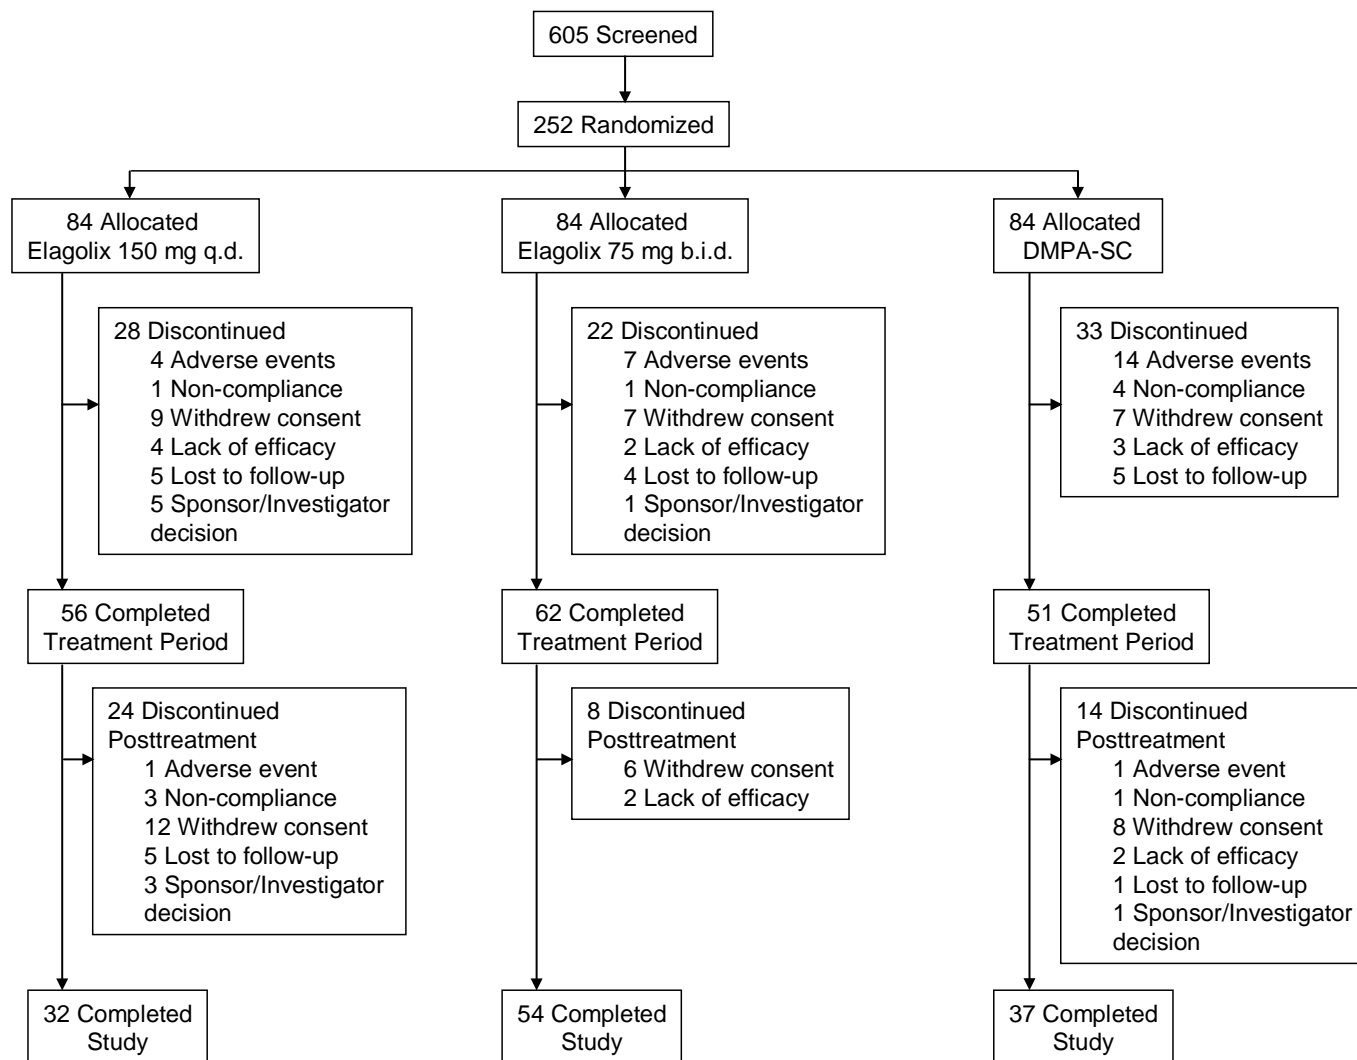 605 Screened
252 Randomized
84 Allocated
Elagolix 150 mg q.d.
84 Allocated
Elagolix 75 mg b.i.d.
84 Allocated
DMPA-SC
28 Discontinued
4 Adverse events
1 Non-compliance
9 Withdrew consent
4 Lack of efficacy
5 Lost to follow-up
5 Sponsor/Investigator
decision
22 Discontinued
7 Adverse events
1 Non-compliance
7 Withdrew consent
2 Lack of efficacy
4 Lost to follow-up
1 Sponsor/Investigator
decision
33 Discontinued
14 Adverse events
4 Non-compliance
7 Withdrew consent
3 Lack of efficacy
5 Lost to follow-up
56 Completed
Treatment Period
62 Completed
Treatment Period
51 Completed
Treatment Period
24 Discontinued
Posttreatment
1 Adverse event
3 Non-compliance
12 Withdrew consent
5 Lost to follow-up
3 Sponsor/Investigator
decision
8 Discontinued
Posttreatment
6 Withdrew consent
2 Lack of efficacy
14 Discontinued
Posttreatment
1 Adverse event
1 Non-compliance
8 Withdrew consent
2 Lack of efficacy
1 Lost to follow-up
1 Sponsor/Investigator
decision
32 Completed
Study
54 Completed
Study
37 Completed
Study